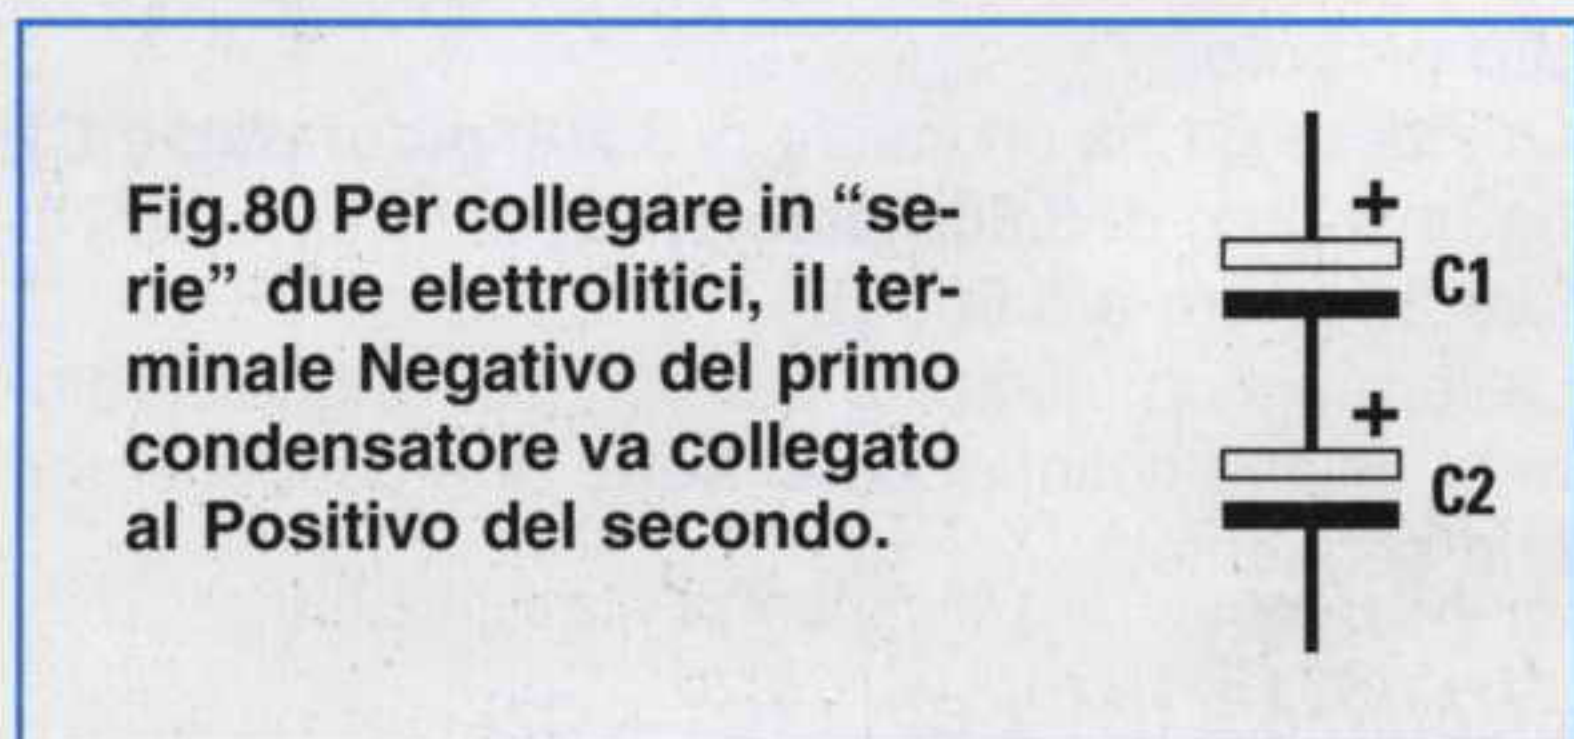 Fig.80 Per collegare in “se-
rie” due elettrolitici, il ter-
minale Negativo del primo
condensatore va collegato
al Positivo del secondo.
+
C1
+
C2